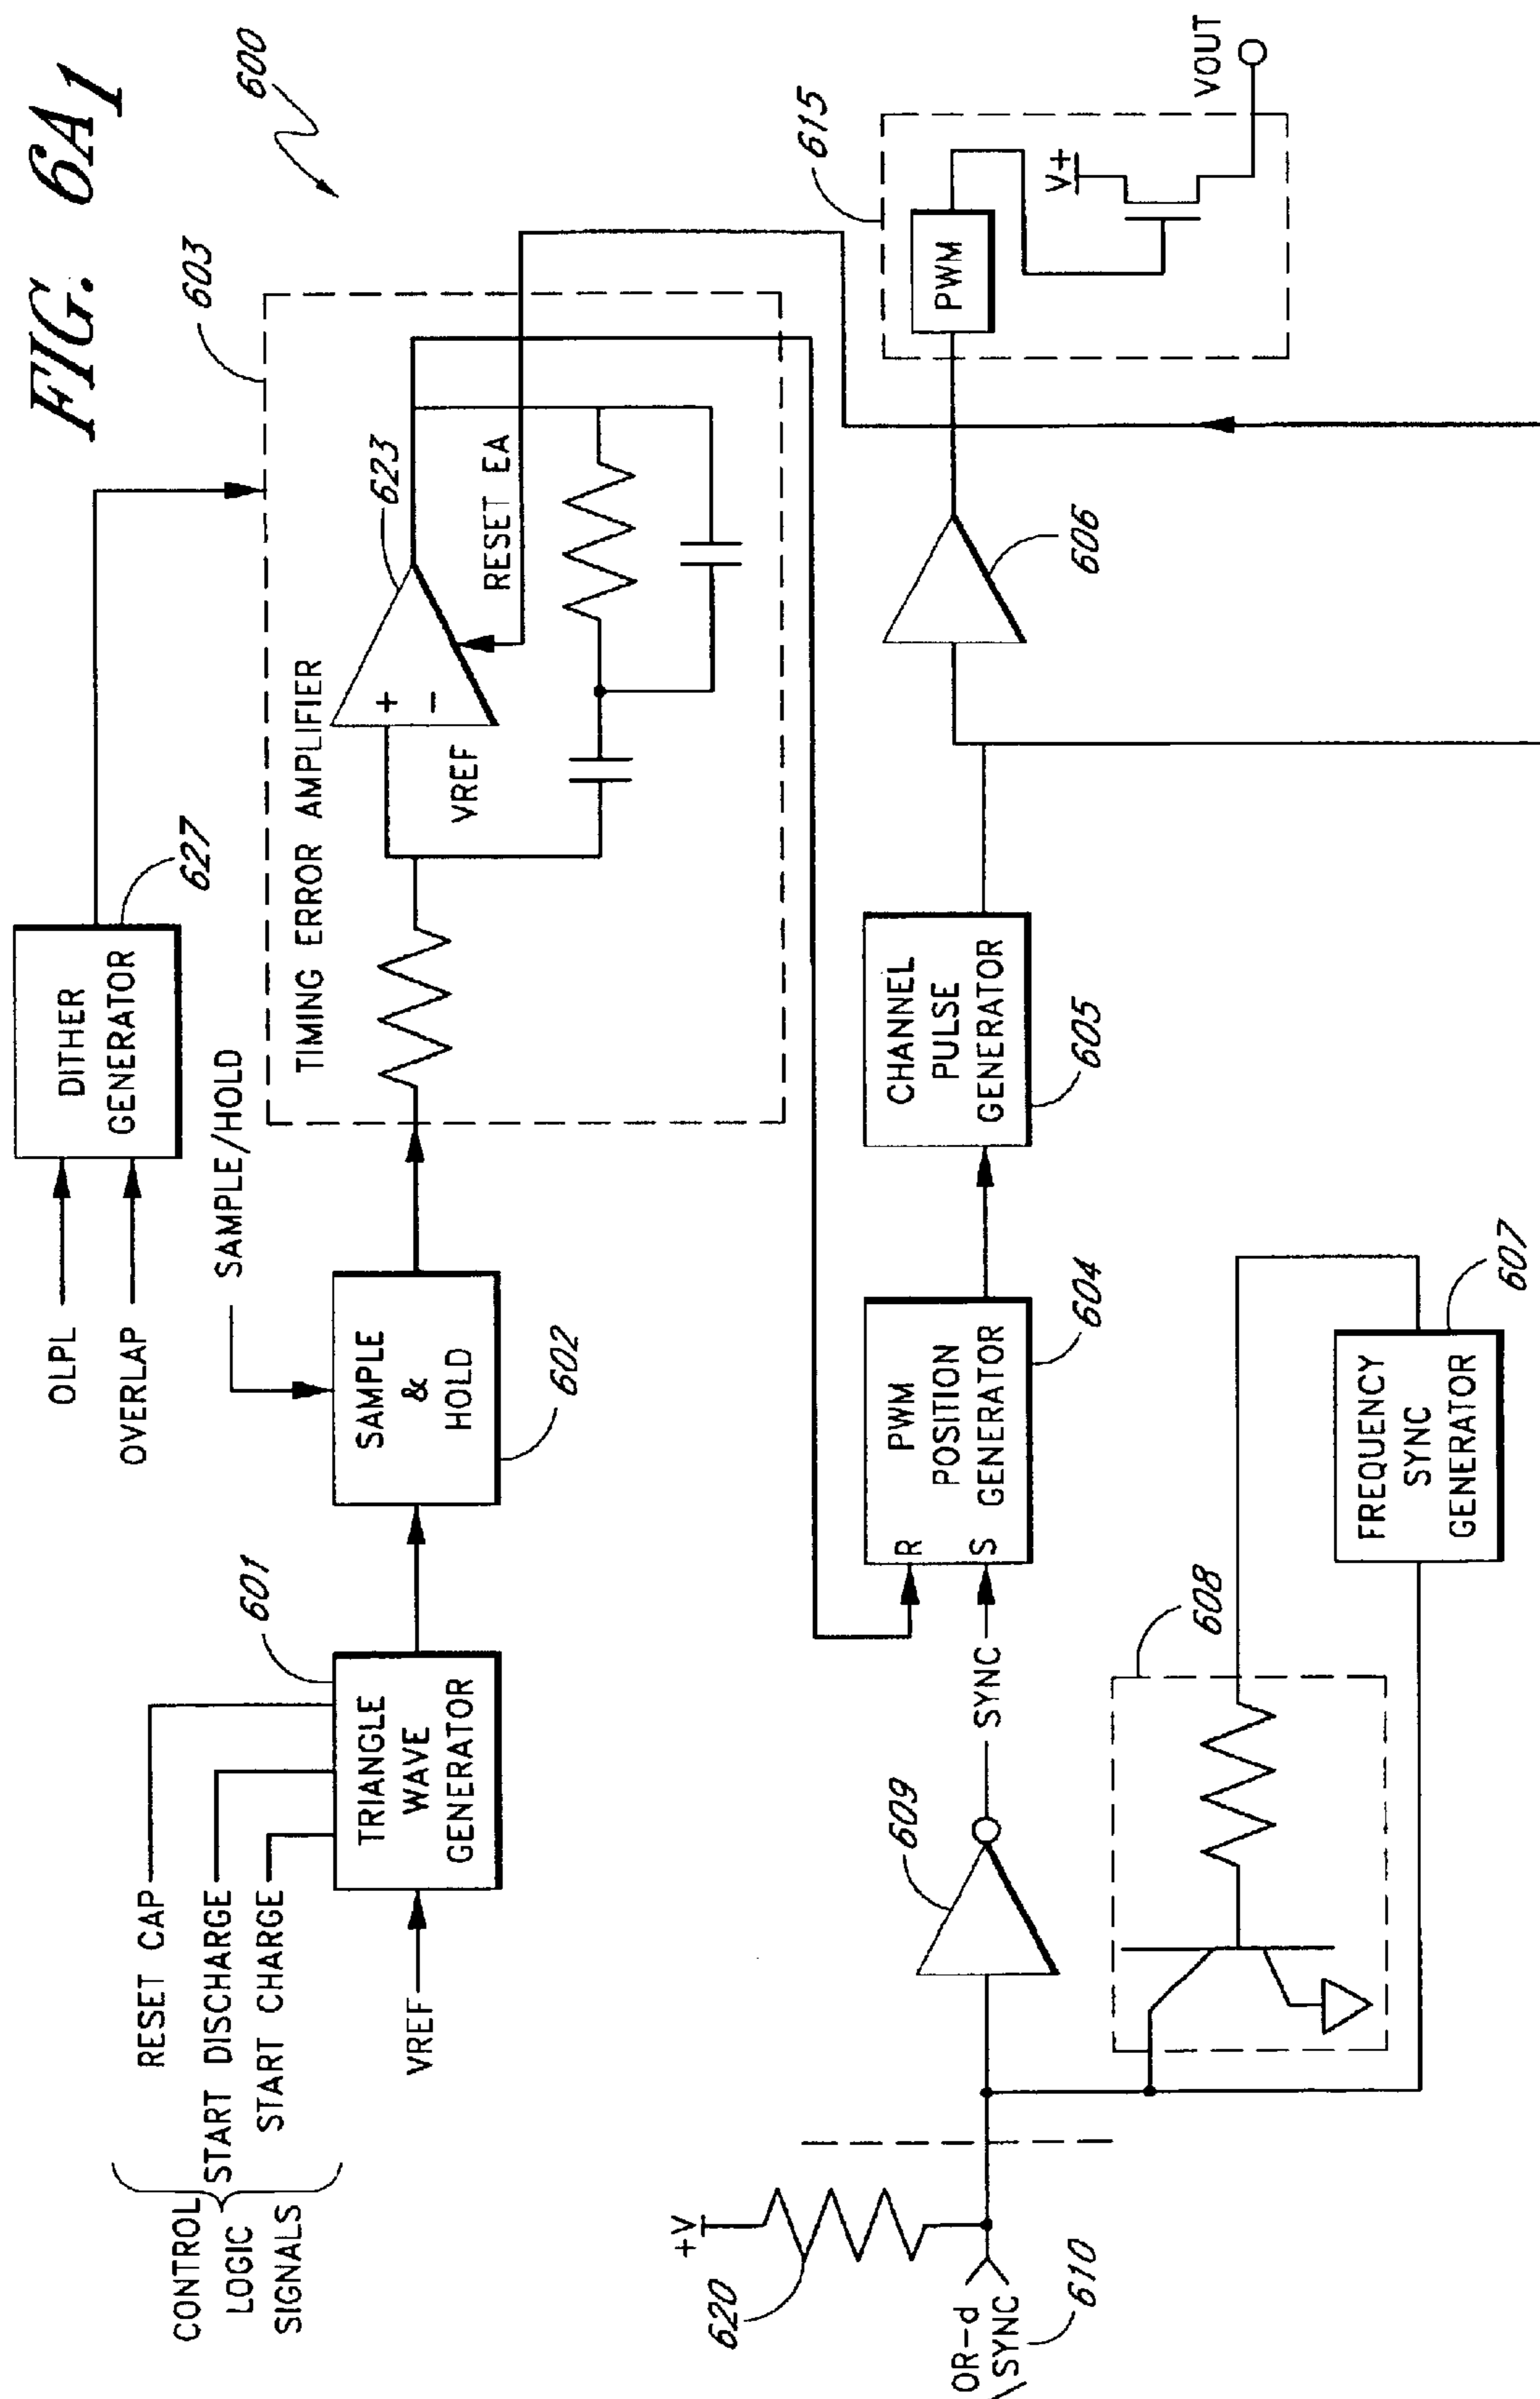 FIG. 6A1
600
OLPL
OVERLAP
DITHER
GENERATOR
627
SAMPLE/HOLD
603
CONTROL
LOGIC
SIGNALS
RESET CAP
START DISCHARGE
START CHARGE
VREF
TRIANGLE
WAVE
GENERATOR
601
SAMPLE
&
HOLD
602
TIMING ERROR AMPLIFIER
+
-
VREF
623
RESET EA
+V
620
OR-d
\SYNC
610
609
SYNC
R
S
PWM
POSITION
GENERATOR
604
CHANNEL
PULSE
GENERATOR
605
606
PWM
615
V+
VOUT
608
FREQUENCY
SYNC
GENERATOR
607